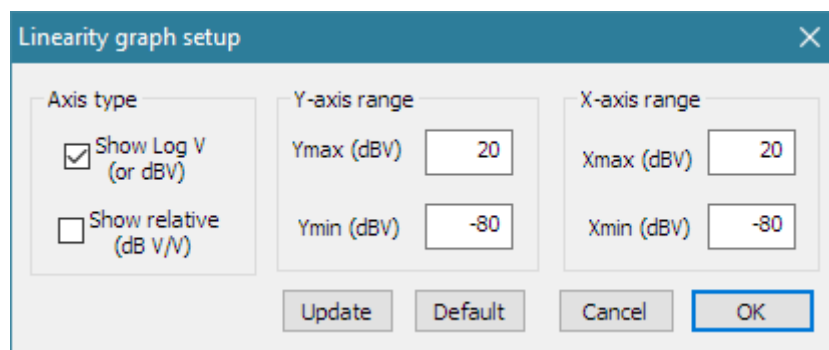 Linearity graph setup
Axis type
Show Log V
(or dBV)
Show relative
(dB V/V)
Y-axis range
Ymax (dBV) 20
Ymin (dBV) -80
X-axis range
Xmax (dBV) 20
Xmin (dBV) -80
Update Default Cancel OK